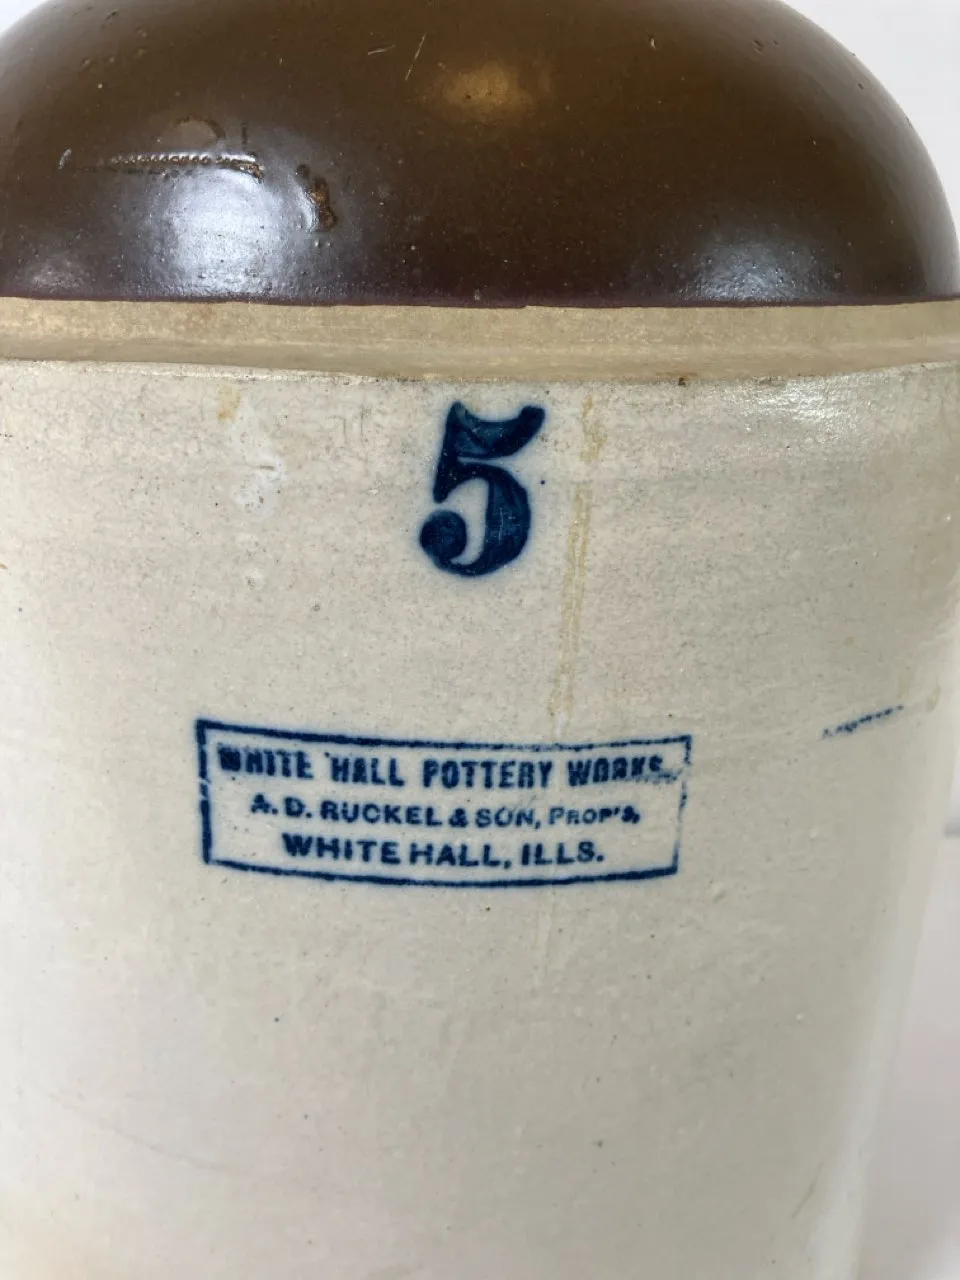 5
WHITE HALL POTTERY WORKS
A. D. RUCKEL & SON, PROP'S,
WHITE HALL, ILLS.